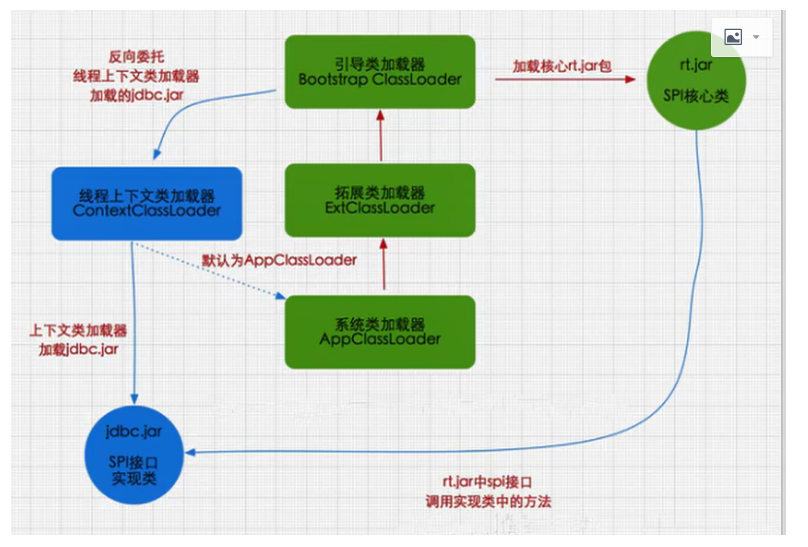 反向委托
线程上下文类加载器
加载的jdbc.jar
引导类加载器
Bootstrap ClassLoader
加载核心rt.jar包
rt.jar
SPI核心类
线程上下文类加载器
ContextClassLoader
拓展类加载器
ExtClassLoader
默认为AppClassLoader
上下文类加载器
加载jdbc.jar
系统类加载器
AppClassLoader
jdbc.jar
SPI接口
实现类
rt.jar中spi接口
调用实现类中的方法